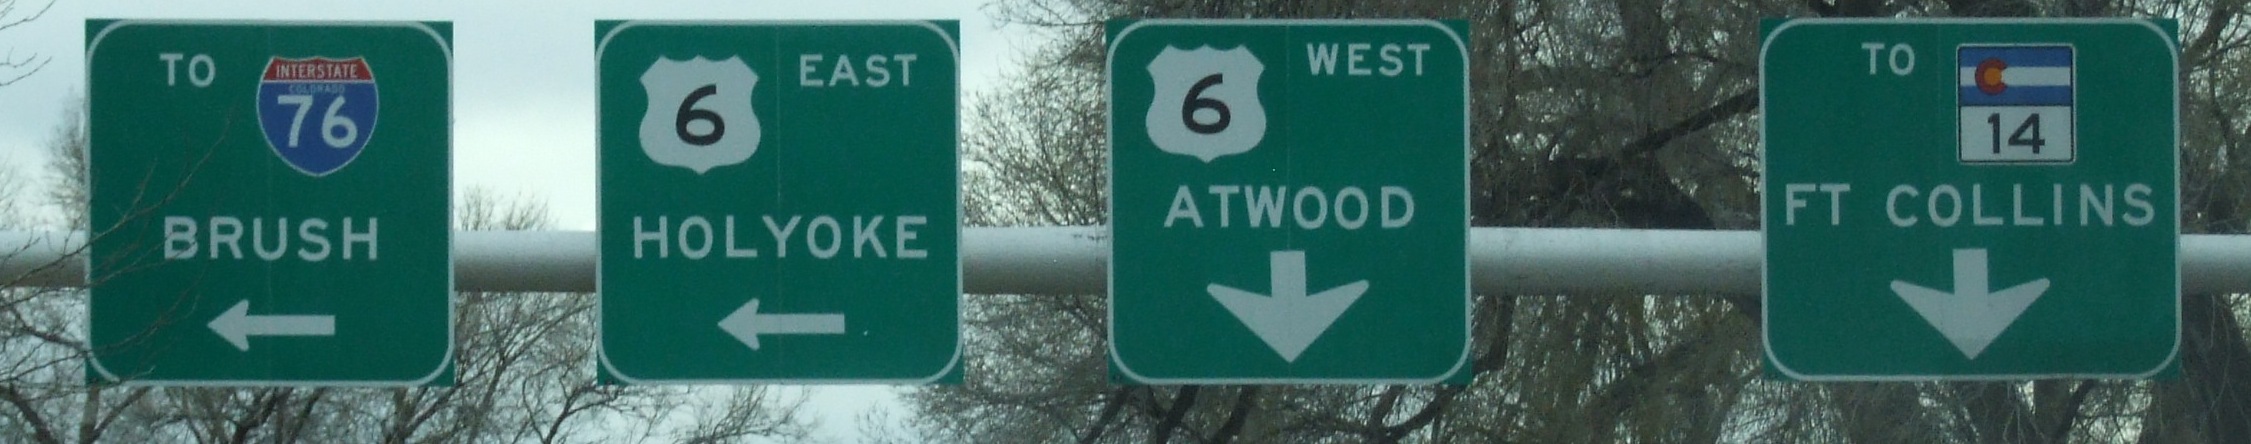 TO
INTERSTATE
COLORADO
76
BRUSH
6
EAST
HOLYOKE
6
WEST
ATWOOD
TO
C
14
FT COLLINS